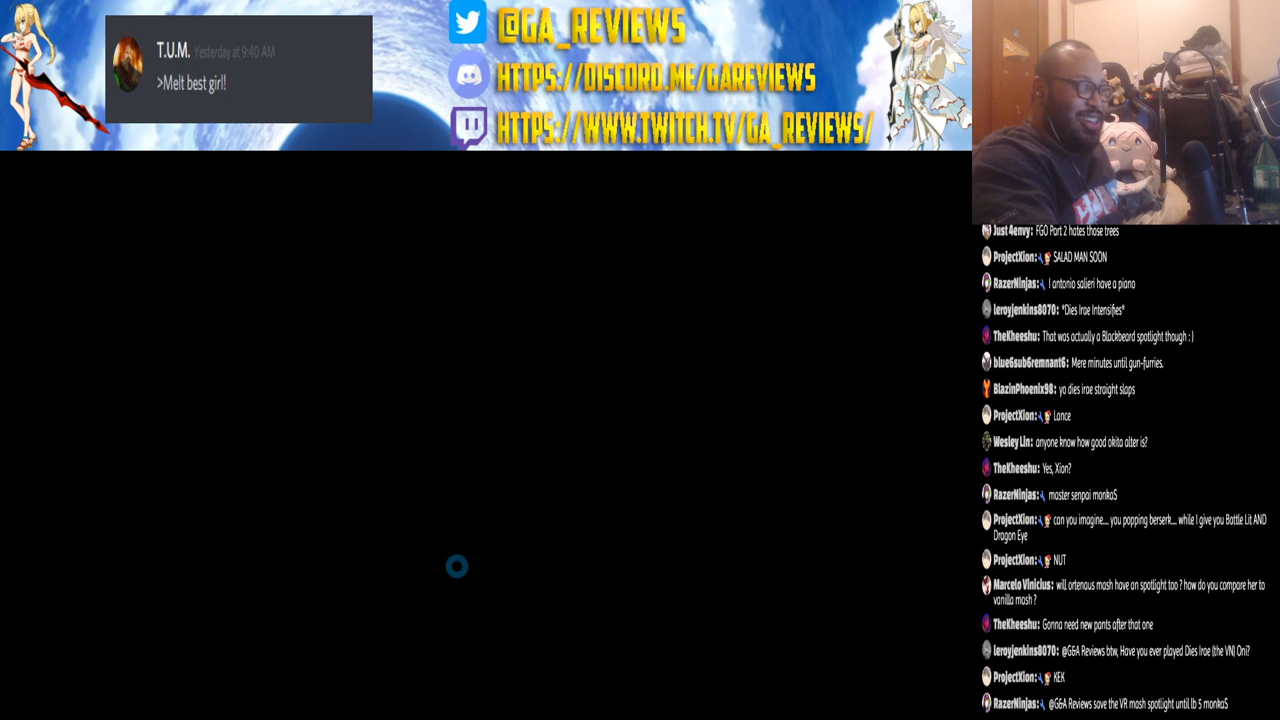 T.U.M. Yesterday at 9:40 AM
>Melt best girl!
@GA_REVIEWS
HTTPS://DISCORD.ME/GAREVIEWS
HTTPS://WWW.TWITCH.TV/GA_REVIEWS/
Just 4envy: FGO Part 2 hates those trees
ProjectXion: SALAD MAN SOON
RazerNinjas: I antonio salieri have a piano
leroyjenkins8070: *Dies Irae Intensifies*
TheKheeshu: That was actually a Blackbeard spotlight though : )
blue6sub6remnant6: Mere minutes until gun-furries.
BlazinPhoenix98: yo dies irae straight slaps
ProjectXion: Lance
Wesley Lin: anyone know how good okita alter is?
TheKheeshu: Yes, Xion?
RazerNinjas: master senpai monkaS
ProjectXion: can you imagine.... you popping berserk.... while I give you Battle Lit AND
Dragon Eye
ProjectXion: NUT
Marcelo Vinicius: will ortenous mash have an spotlight too ? how do you compare her to
vanilla mash ?
TheKheeshu: Gonna need new pants after that one
leroyjenkins8070: @G&A Reviews btw, Have you ever played Dies Irae (the VN) Oni?
ProjectXion: KEK
RazerNinjas: @G&A Reviews save the VR mash spotlight until lb 5 monkaS